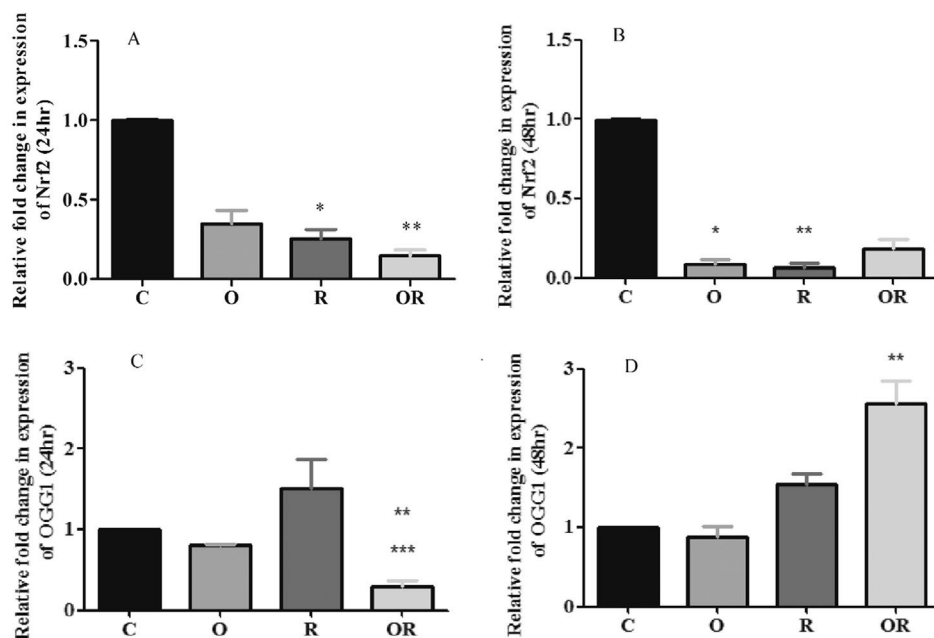 A
Relative fold change in expression
of Nrf2 (24hr)
1.5
1.0
0.5
0.0
*
**
C O R OR
B
Relative fold change in expression
of Nrf2 (48hr)
1.5
1.0
0.5
0.0
*
**
C O R OR
C
Relative fold change in expression
of OGG1 (24hr)
3
2
1
0
**
***
C O R OR
D
Relative fold change in expression
of OGG1 (48hr)
3
2
1
0
**
C O R OR